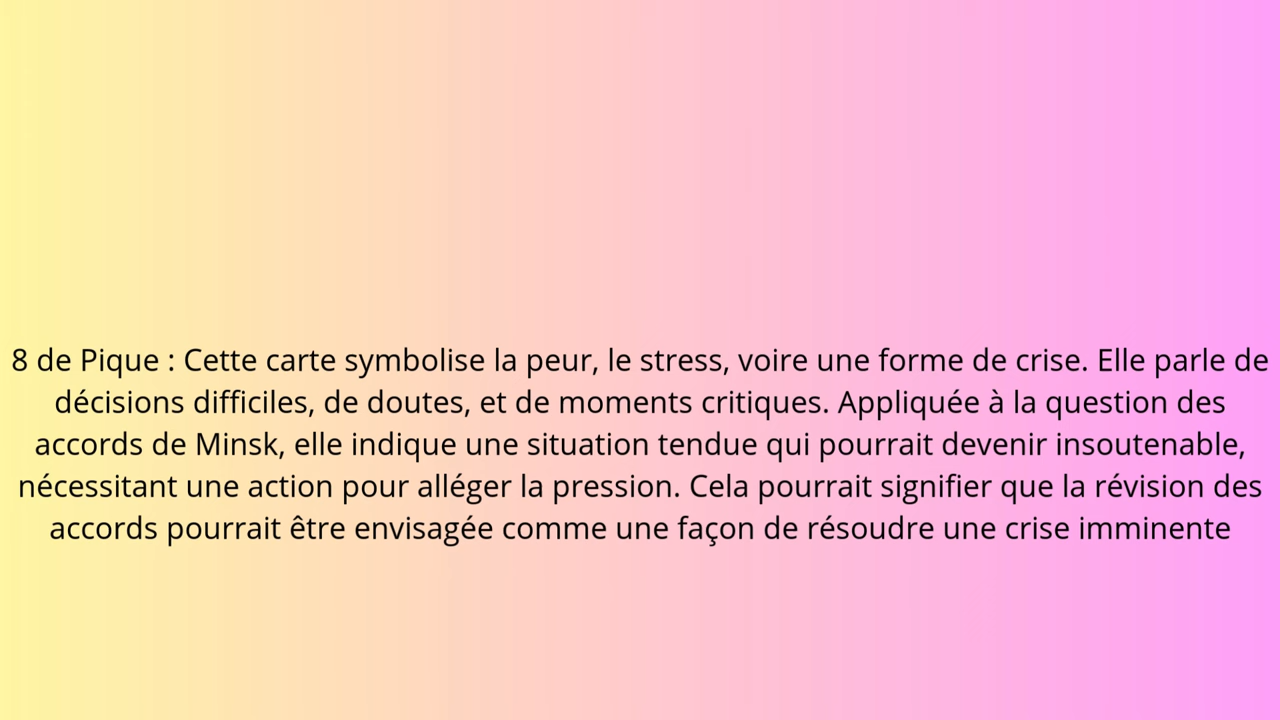 8 de Pique : Cette carte symbolise la peur, le stress, voire une forme de crise. Elle parle de
décisions difficiles, de doutes, et de moments critiques. Appliquée à la question des
accords de Minsk, elle indique une situation tendue qui pourrait devenir insoutenable,
nécessitant une action pour alléger la pression. Cela pourrait signifier que la révision des
accords pourrait être envisagée comme une façon de résoudre une crise imminente